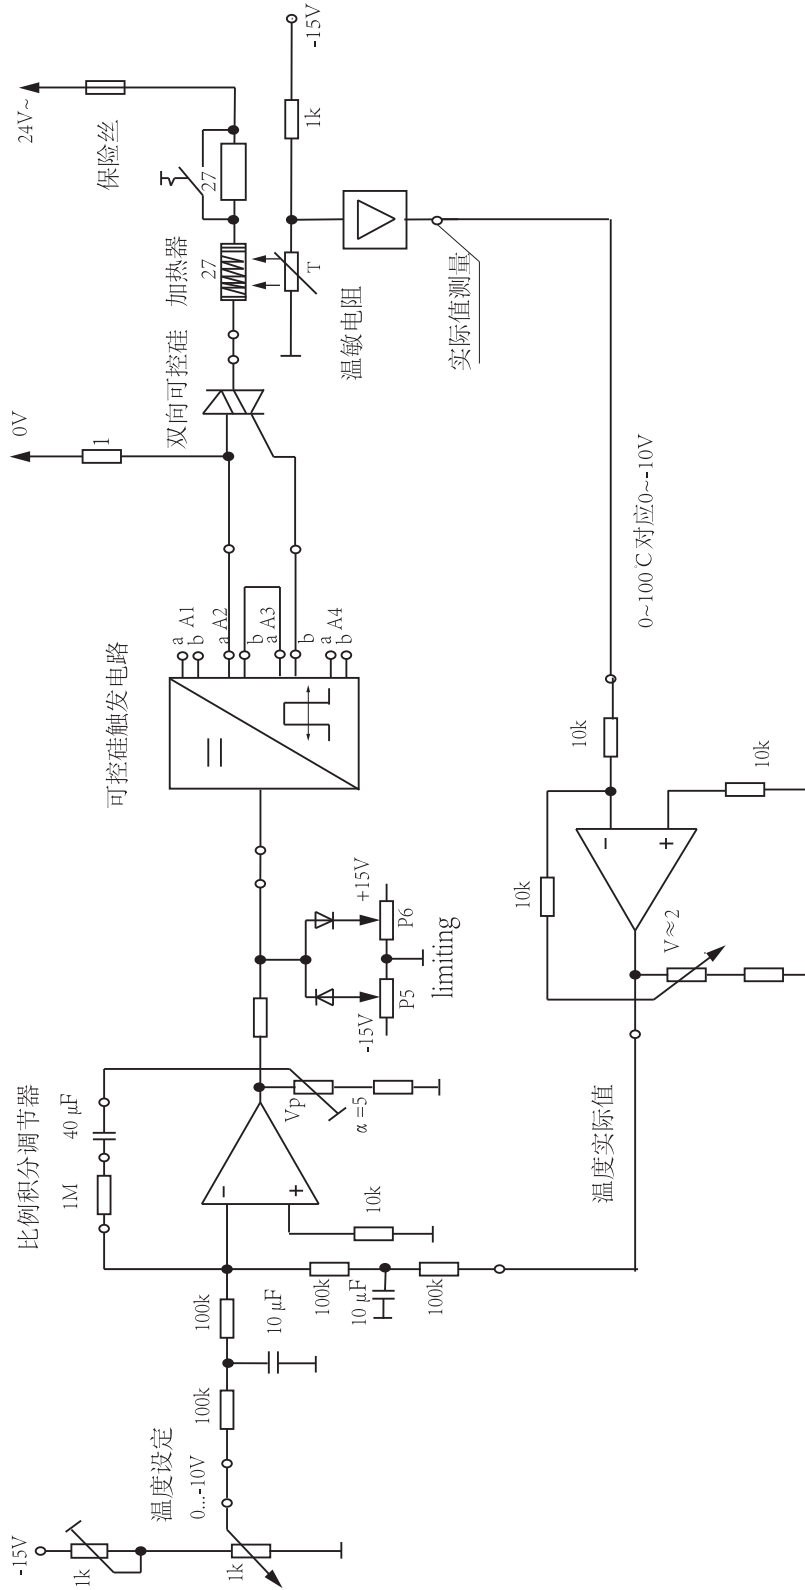 -15V
1k
温度设定
0...-10V
1k
100k
10 μF
100k
比例积分调节器
1M
40 μF
100k
10 μF
100k
10k
Vp
α =5
-15V
P5
+15V
P6
limiting
可控硅触发电路
a
A1
b
a
A2
b
a
A3
b
a
A4
b
0V
1
双向可控硅
加热器
27
27
保险丝
24V~
-15V
1k
T
温敏电阻
实际值测量
0~100℃对应0~-10V
10k
10k
10k
V≈2
温度实际值